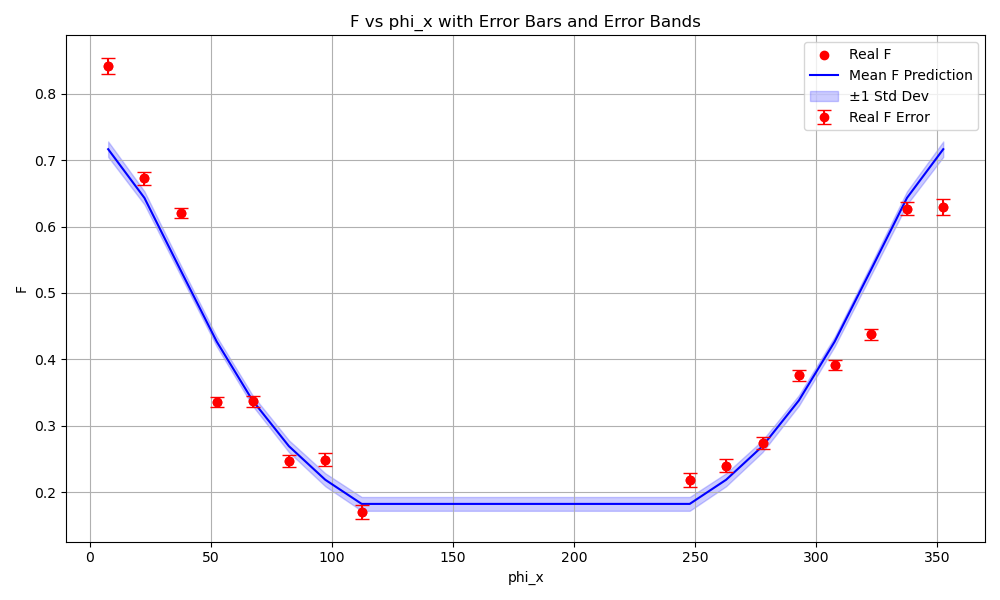 F vs phi_x with Error Bars and Error Bands
Real F
Mean F Prediction
±1 Std Dev
Real F Error
0.8
0.7
0.6
0.5
0.4
0.3
0.2
F
0 50 100 150 200 250 300 350
phi_x